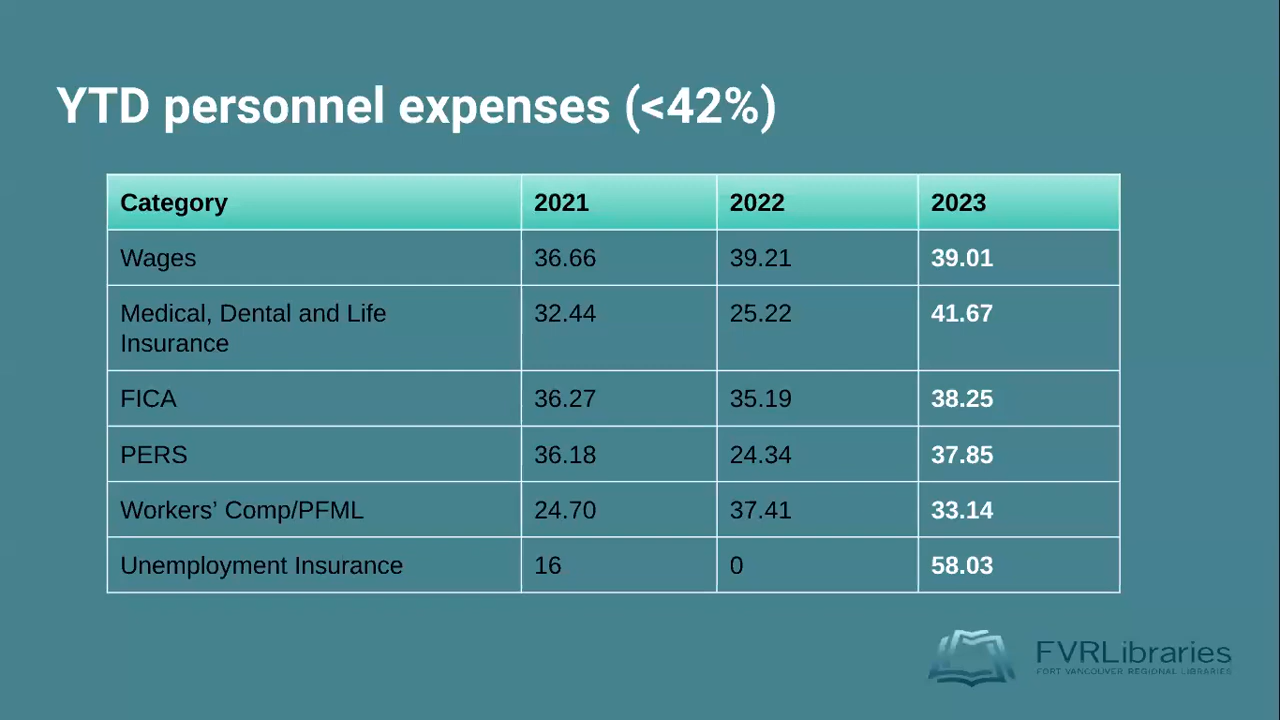 YTD personnel expenses (<42%)
Category 2021 2022 2023
Wages 36.66 39.21 39.01
Medical, Dental and Life 32.44 25.22 41.67
Insurance
FICA 36.27 35.19 38.25
PERS 36.18 24.34 37.85
Workers’ Comp/PFML 24.70 37.41 33.14
Unemployment Insurance 16 0 58.03
FVRLibraries
FORT VANCOUVER REGIONAL LIBRARIES